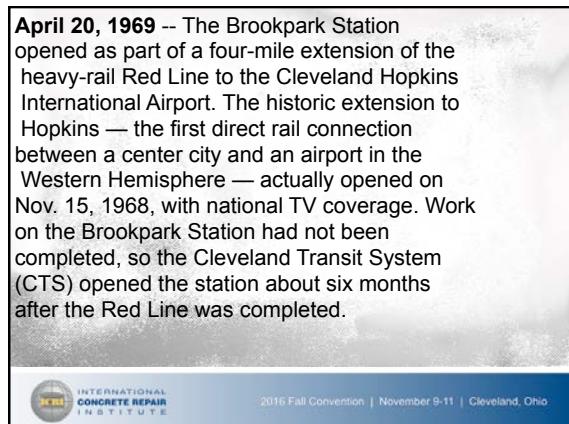 April 20, 1969 -- The Brookpark Station
opened as part of a four-mile extension of the
heavy-rail Red Line to the Cleveland Hopkins
International Airport. The historic extension to
Hopkins — the first direct rail connection
between a center city and an airport in the
Western Hemisphere — actually opened on
Nov. 15, 1968, with national TV coverage. Work
on the Brookpark Station had not been
completed, so the Cleveland Transit System
(CTS) opened the station about six months
after the Red Line was completed.
ICRI
INTERNATIONAL
CONCRETE REPAIR
INSTITUTE
2016 Fall Convention | November 9-11 | Cleveland, Ohio